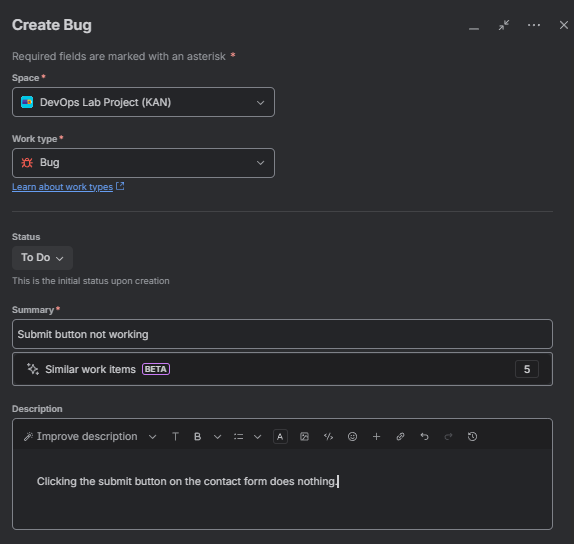 Create Bug
Required fields are marked with an asterisk *
Space *
DevOps Lab Project (KAN)
Work type *
Bug
Learn about work types
Status
To Do
This is the initial status upon creation
Summary *
Submit button not working
Similar work items BETA 5
Description
Improve description T B A
Clicking the submit button on the contact form does nothing.